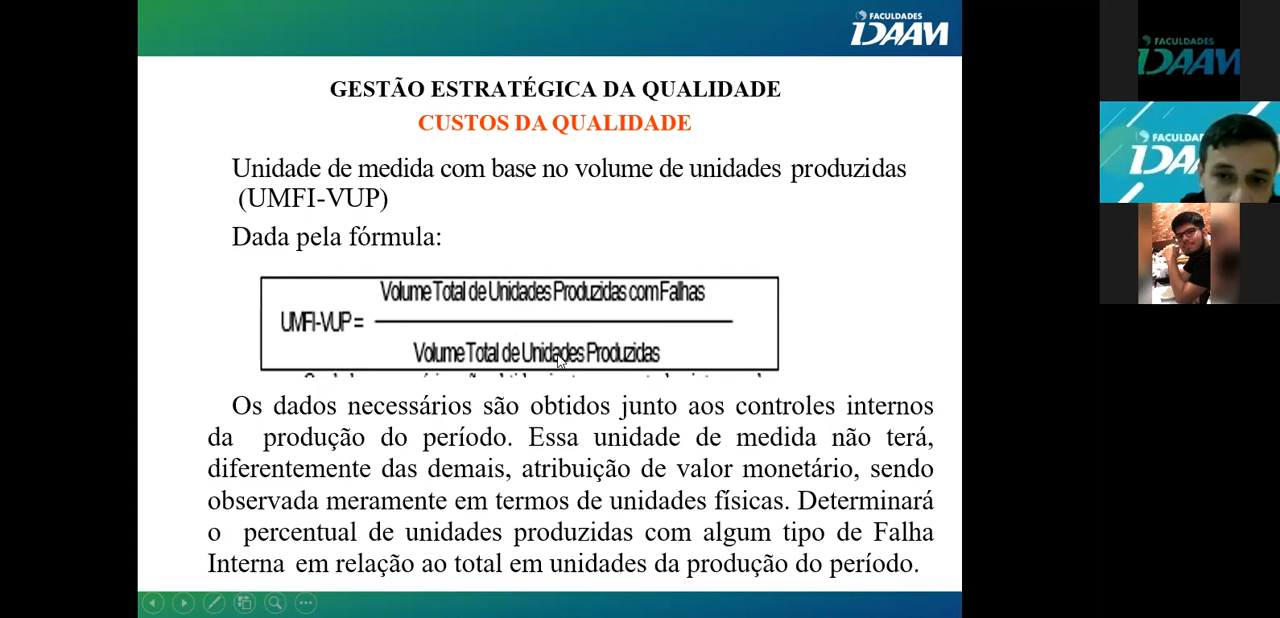 FACULDADES
IDAAM
GESTÃO ESTRATÉGICA DA QUALIDADE
CUSTOS DA QUALIDADE
Unidade de medida com base no volume de unidades produzidas
(UMFI-VUP)
Dada pela fórmula:
Volume Total de Unidades Produzidas com Falhas
UMFI-VUP =
Volume Total de Unidades Produzidas
Os dados necessários são obtidos junto aos controles internos
da produção do período. Essa unidade de medida não terá,
diferentemente das demais, atribuição de valor monetário, sendo
observada meramente em termos de unidades físicas. Determinará
o percentual de unidades produzidas com algum tipo de Falha
Interna em relação ao total em unidades da produção do período.
FACULDADES
IDAAM
FACULDAD